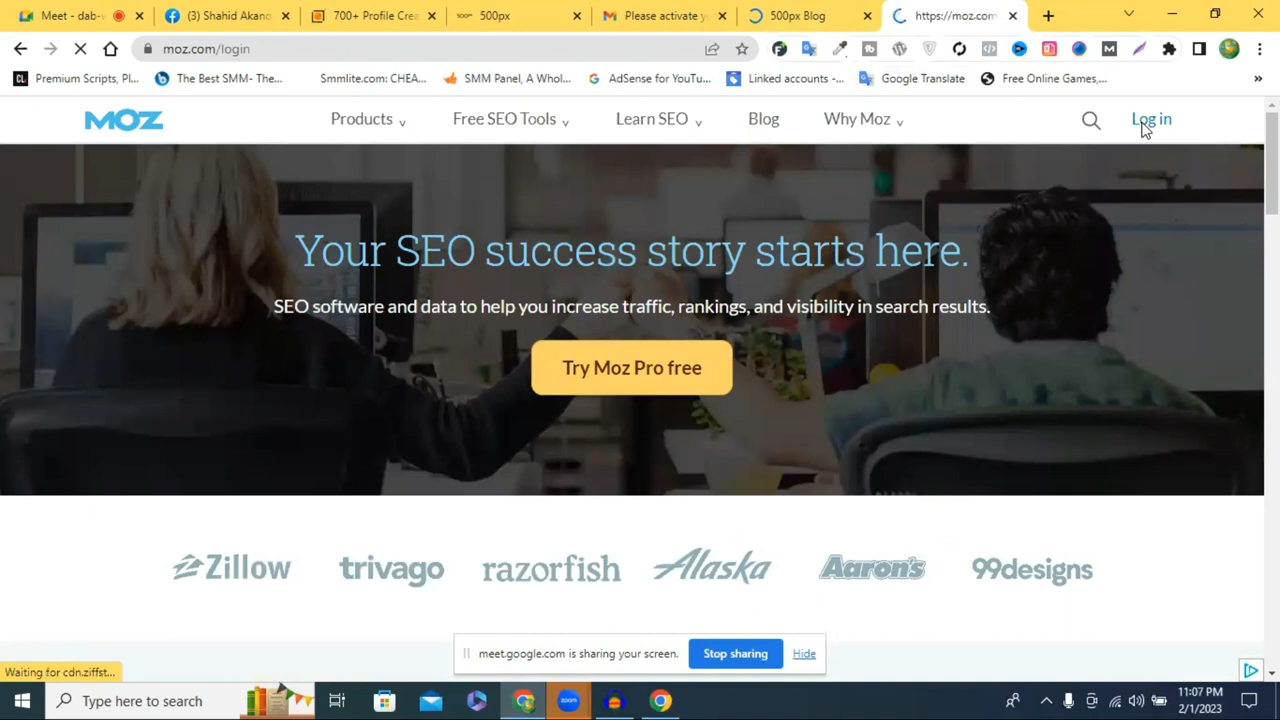 Meet - dab-v
(3) Shahid Akano
700+ Profile Crea
500px
Please activate yo
500px Blog
https://moz.com
moz.com/login
Premium Scripts, Pl...
The Best SMM- The...
Smmlite.com: CHEA...
SMM Panel, A Whol...
AdSense for YouTu...
Linked accounts -...
Google Translate
Free Online Games,...
»
MOZ
Products
Free SEO Tools
Learn SEO
Blog
Why Moz
Log in
Your SEO success story starts here.
SEO software and data to help you increase traffic, rankings, and visibility in search results.
Try Moz Pro free
Zillow
trivago
razorfish
Alaska
Aaron's
99designs
meet.google.com is sharing your screen.
Stop sharing
Hide
Waiting for cdn.ziffst...
Type here to search
zoom
11:07 PM
2/1/2023